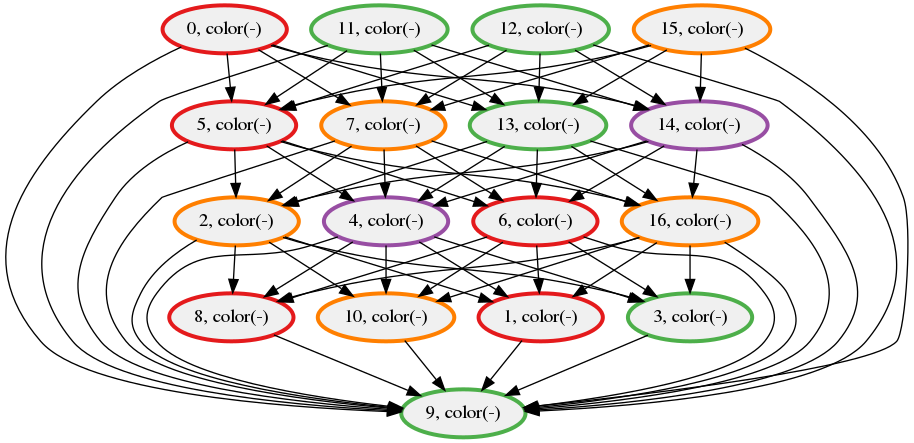 0, color(-)
11, color(-)
12, color(-)
15, color(-)
5, color(-)
7, color(-)
13, color(-)
14, color(-)
2, color(-)
4, color(-)
6, color(-)
16, color(-)
8, color(-)
10, color(-)
1, color(-)
3, color(-)
9, color(-)